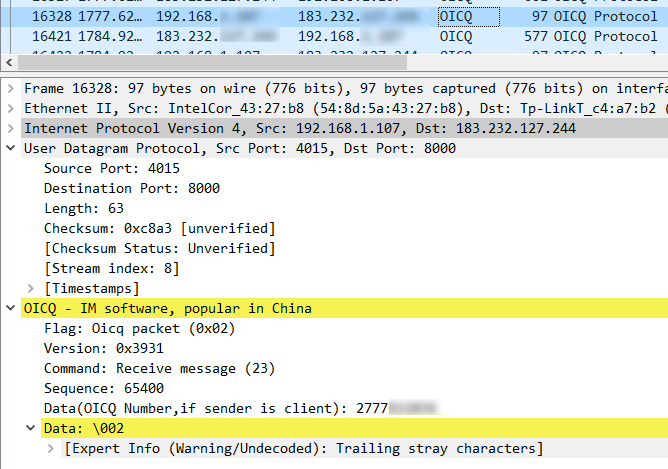 16328 1777.62... 192.168. 183.232. OICQ 97 OICQ Protocol
16421 1784.92... 183.232. 192.168. OICQ 577 OICQ Protocol
Frame 16328: 97 bytes on wire (776 bits), 97 bytes captured (776 bits) on interfa
Ethernet II, Src: IntelCor_43:27:b8 (54:8d:5a:43:27:b8), Dst: Tp-LinkT_c4:a7:b2 (
Internet Protocol Version 4, Src: 192.168.1.107, Dst: 183.232.127.244
User Datagram Protocol, Src Port: 4015, Dst Port: 8000
Source Port: 4015
Destination Port: 8000
Length: 63
Checksum: 0xc8a3 [unverified]
[Checksum Status: Unverified]
[Stream index: 8]
[Timestamps]
OICQ - IM software, popular in China
Flag: Oicq packet (0x02)
Version: 0x3931
Command: Receive message (23)
Sequence: 65400
Data(OICQ Number,if sender is client): 2777
Data: \002
[Expert Info (Warning/Undecoded): Trailing stray characters]